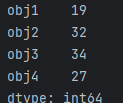 obj1    19
obj2    32
obj3    34
obj4    27
dtype: int64